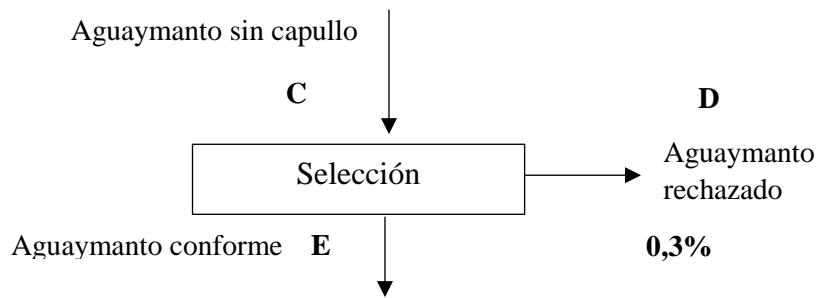 Aguaymanto sin capullo
C
D
Selección
Aguaymanto
rechazado
Aguaymanto conforme E
0,3%